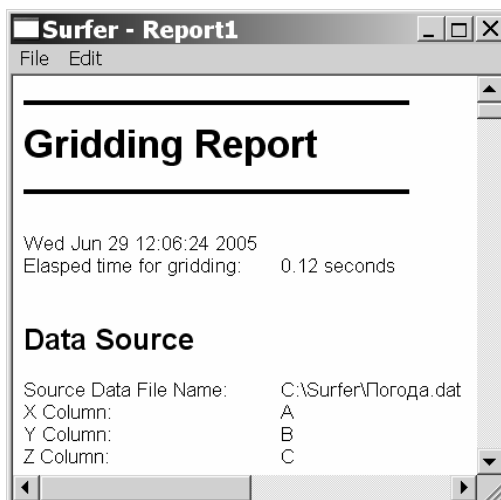 Surfer - Report1
File Edit
Gridding Report
Wed Jun 29 12:06:24 2005
Elasped time for gridding: 0.12 seconds
Data Source
Source Data File Name: C:\Surfer\Погода.dat
X Column: A
Y Column: B
Z Column: C